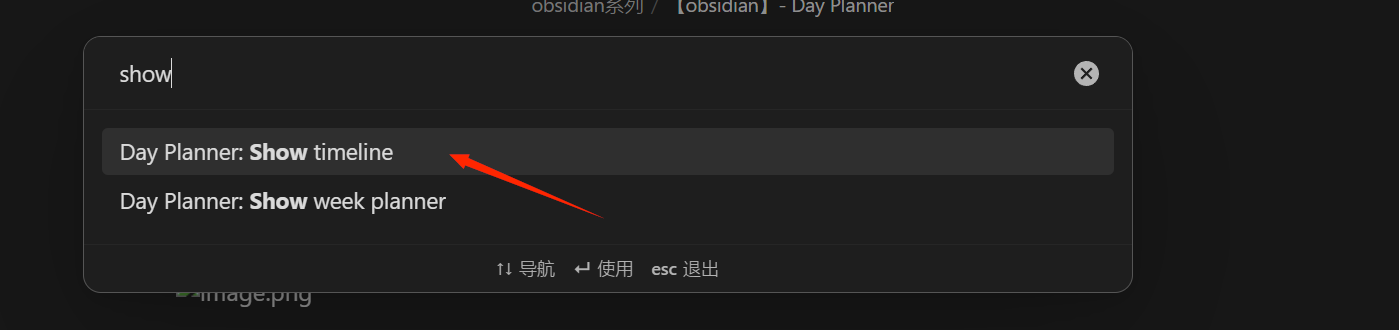 obsidian系列 / 【obsidian】- Day Planner
show
Day Planner: Show timeline
Day Planner: Show week planner
↑↓ 导航 ↵ 使用 esc 退出
image.png